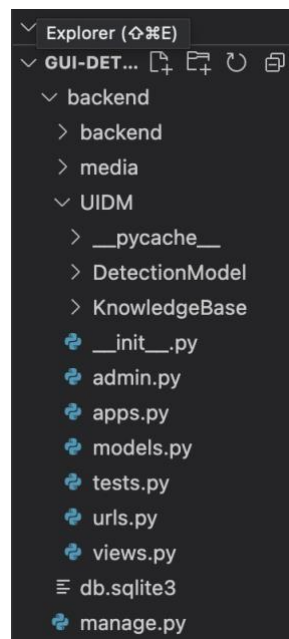 Explorer (⇧⌘E)
GUI-DET...
backend
backend
media
UIDM
__pycache__
DetectionModel
KnowledgeBase
__init__.py
admin.py
apps.py
models.py
tests.py
urls.py
views.py
db.sqlite3
manage.py